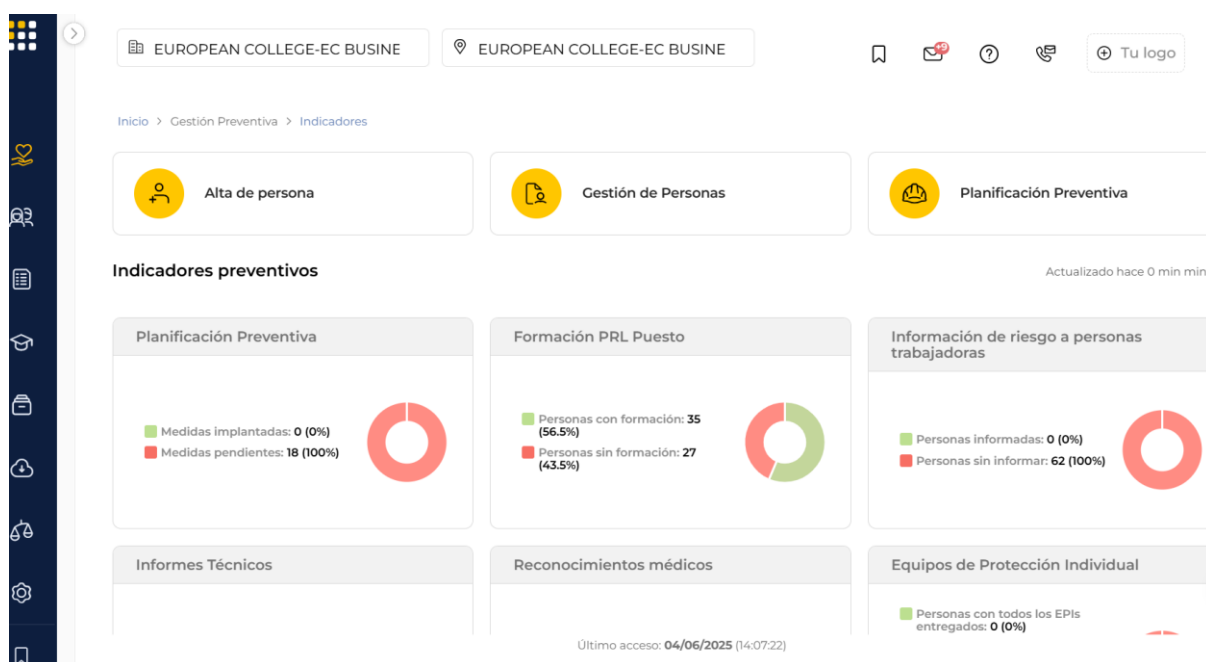 EUROPEAN COLLEGE-EC BUSINE
EUROPEAN COLLEGE-EC BUSINE
+9
Tu logo
Inicio > Gestión Preventiva > Indicadores
Alta de persona
Gestión de Personas
Planificación Preventiva
Indicadores preventivos
Actualizado hace 0 min min
Planificación Preventiva
Medidas implantadas: 0 (0%)
Medidas pendientes: 18 (100%)
Formación PRL Puesto
Personas con formación: 35
(56.5%)
Personas sin formación: 27
(43.5%)
Información de riesgo a personas
trabajadoras
Personas informadas: 0 (0%)
Personas sin informar: 62 (100%)
Informes Técnicos
Reconocimientos médicos
Equipos de Protección Individual
Personas con todos los EPIs
entregados: 0 (0%)
Último acceso: 04/06/2025 (14:07:22)